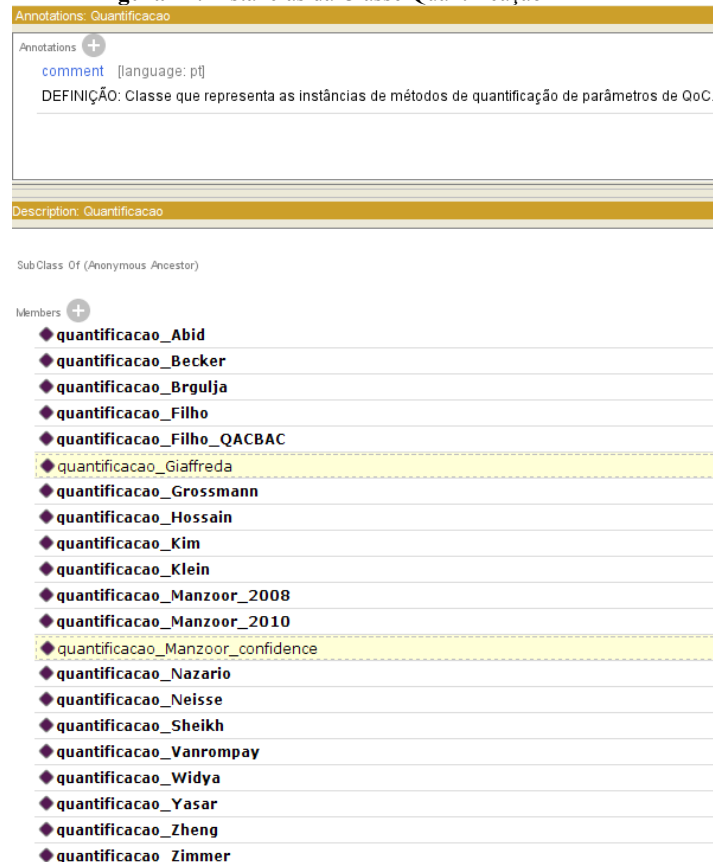 Annotations: Quantificacao
Annotations
comment [language: pt]
DEFINIÇÃO: Classe que representa as instâncias de métodos de quantificação de parâmetros de QoC.
Description: Quantificacao
SubClass Of (Anonymous Ancestor)
Members
quantificacao_Abid
quantificacao_Becker
quantificacao_Brgulja
quantificacao_Filho
quantificacao_Filho_QACBAC
quantificacao_Giaffreda
quantificacao_Grossmann
quantificacao_Hossain
quantificacao_Kim
quantificacao_Klein
quantificacao_Manzoor_2008
quantificacao_Manzoor_2010
quantificacao_Manzoor_confidence
quantificacao_Nazario
quantificacao_Neisse
quantificacao_Sheikh
quantificacao_Vanrompay
quantificacao_Widya
quantificacao_Yasar
quantificacao_Zheng
quantificacao_Zimmer